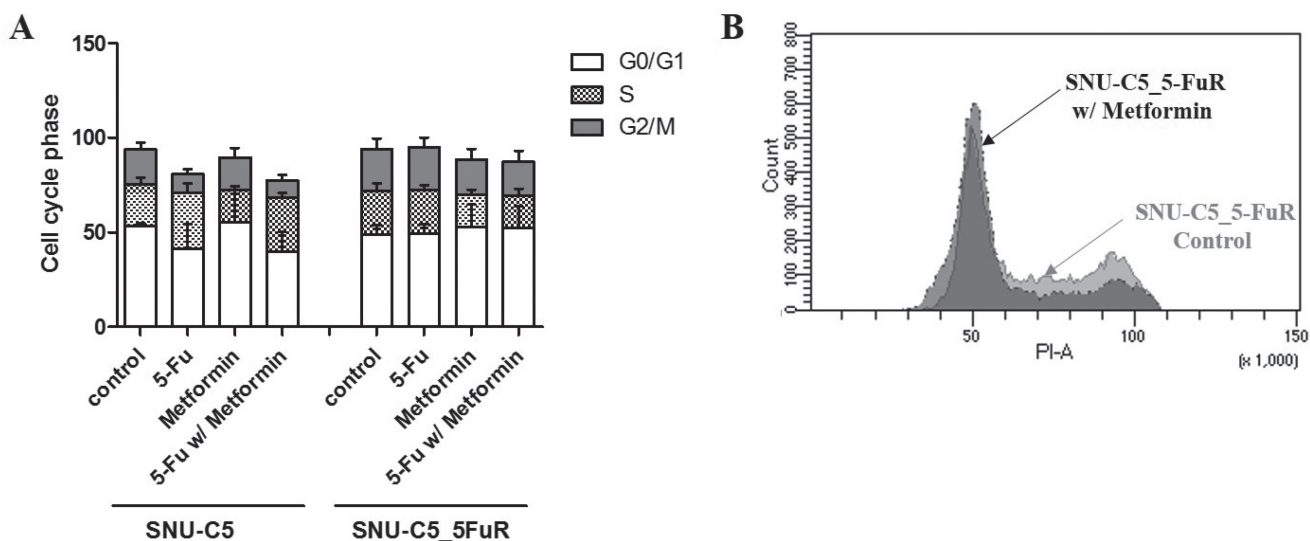 A
150
100
50
0
Cell cycle phase
G0/G1
S
G2/M
control
5-Fu
Metformin
5-Fu w/ Metformin
control
5-Fu
Metformin
5-Fu w/ Metformin
SNU-C5
SNU-C5_5FuR
B
800
700
600
500
400
300
200
100
0
Count
SNU-C5_5-FuR
w/ Metformin
SNU-C5_5-FuR
Control
50
100
150
PI-A
(x 1,000)